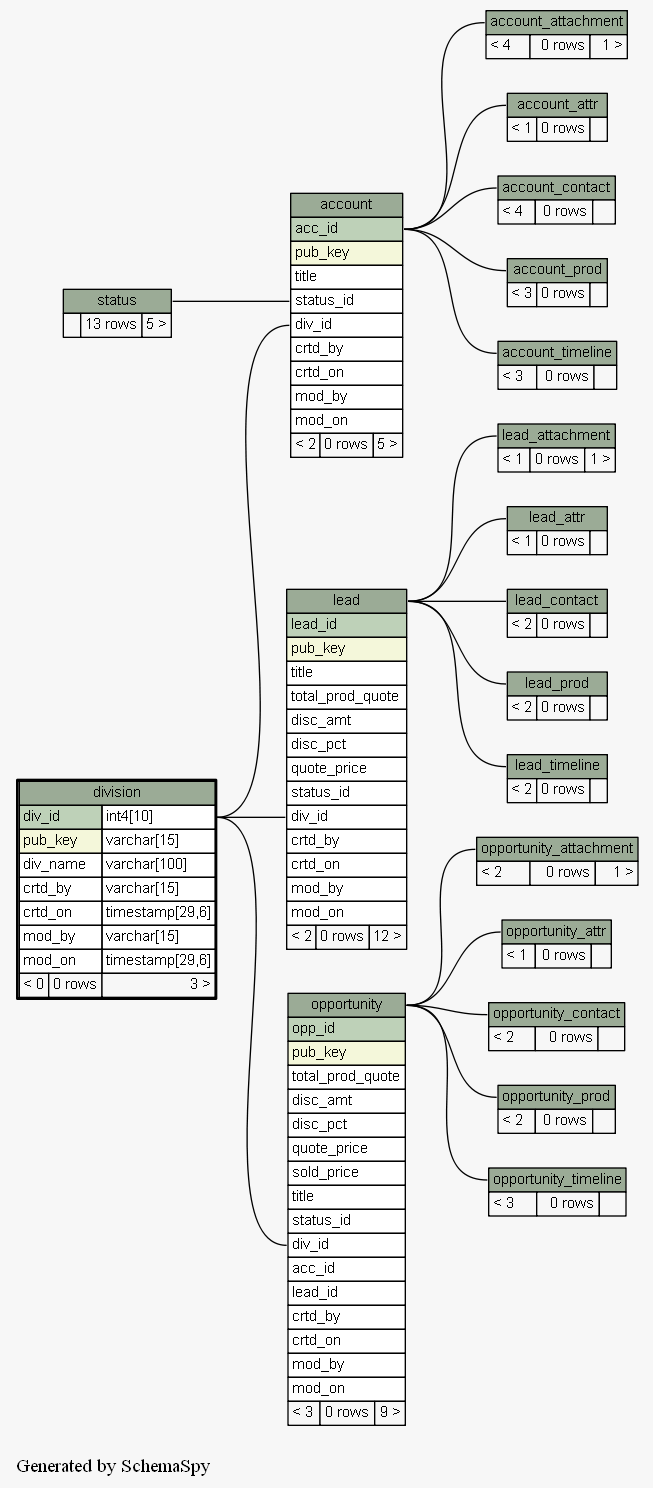 account_attachment
< 4 0 rows 1 >
account_attr
< 1 0 rows
account_contact
< 4 0 rows
account_prod
< 3 0 rows
account_timeline
< 3 0 rows
account
acc_id
pub_key
title
status_id
div_id
crtd_by
crtd_on
mod_by
mod_on
< 2 0 rows 5 >
status
13 rows 5 >
lead_attachment
< 1 0 rows 1 >
lead_attr
< 1 0 rows
lead_contact
< 2 0 rows
lead_prod
< 2 0 rows
lead_timeline
< 2 0 rows
lead
lead_id
pub_key
title
total_prod_quote
disc_amt
disc_pct
quote_price
status_id
div_id
crtd_by
crtd_on
mod_by
mod_on
< 2 0 rows 12 >
division
div_id int4[10]
pub_key varchar[15]
div_name varchar[100]
crtd_by varchar[15]
crtd_on timestamp[29,6]
mod_by varchar[15]
mod_on timestamp[29,6]
< 0 0 rows 3 >
opportunity_attachment
< 2 0 rows 1 >
opportunity_attr
< 1 0 rows
opportunity_contact
< 2 0 rows
opportunity_prod
< 2 0 rows
opportunity_timeline
< 3 0 rows
opportunity
opp_id
pub_key
total_prod_quote
disc_amt
disc_pct
quote_price
sold_price
title
status_id
div_id
acc_id
lead_id
crtd_by
crtd_on
mod_by
mod_on
< 3 0 rows 9 >
Generated by SchemaSpy